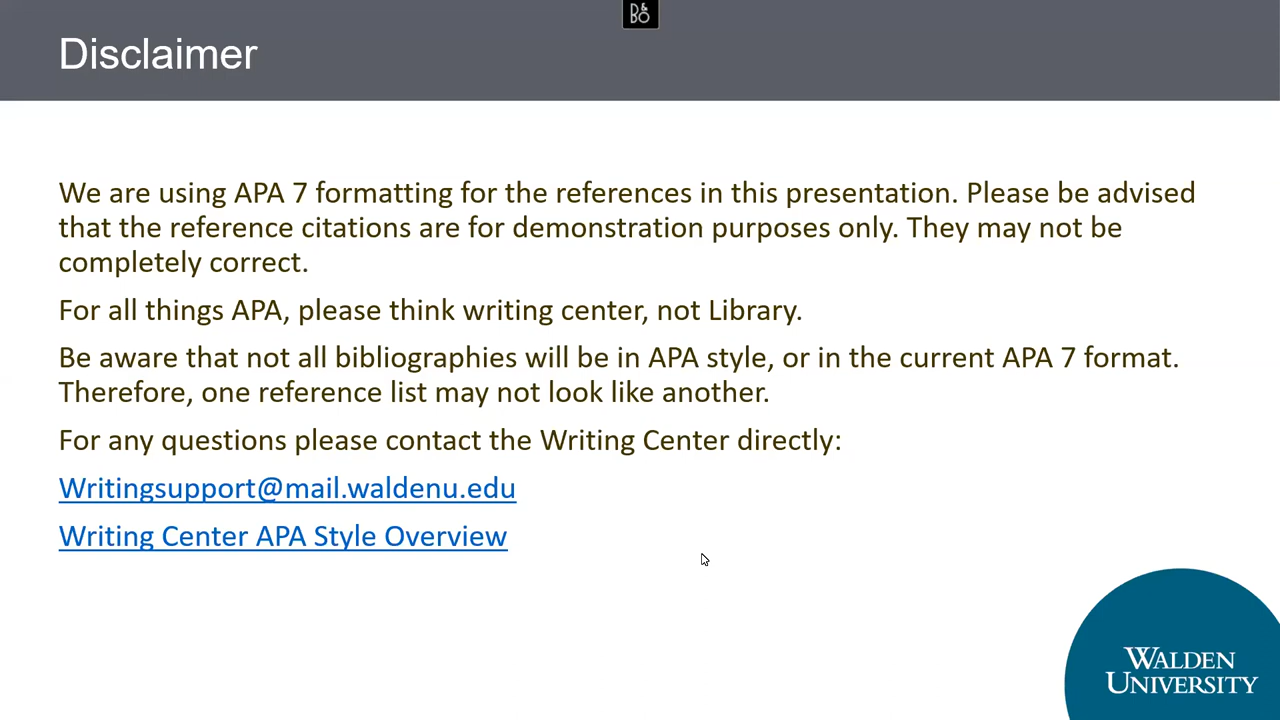 D&
BO
Disclaimer
We are using APA 7 formatting for the references in this presentation. Please be advised
that the reference citations are for demonstration purposes only. They may not be
completely correct.
For all things APA, please think writing center, not Library.
Be aware that not all bibliographies will be in APA style, or in the current APA 7 format.
Therefore, one reference list may not look like another.
For any questions please contact the Writing Center directly:
Writingsupport@mail.waldenu.edu
Writing Center APA Style Overview
WALDEN
UNIVERSITY